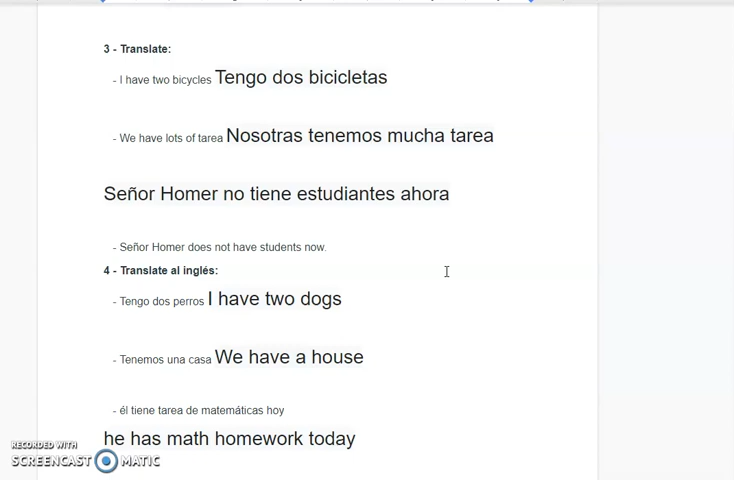 3 - Translate:
- I have two bicycles Tengo dos bicicletas
- We have lots of tarea Nosotras tenemos mucha tarea
Señor Homer no tiene estudiantes ahora
- Señor Homer does not have students now.
4 - Translate al inglés:
- Tengo dos perros I have two dogs
- Tenemos una casa We have a house
- él tiene tarea de matemáticas hoy
he has math homework today
RECORDED WITH
SCREENCAST MATIC